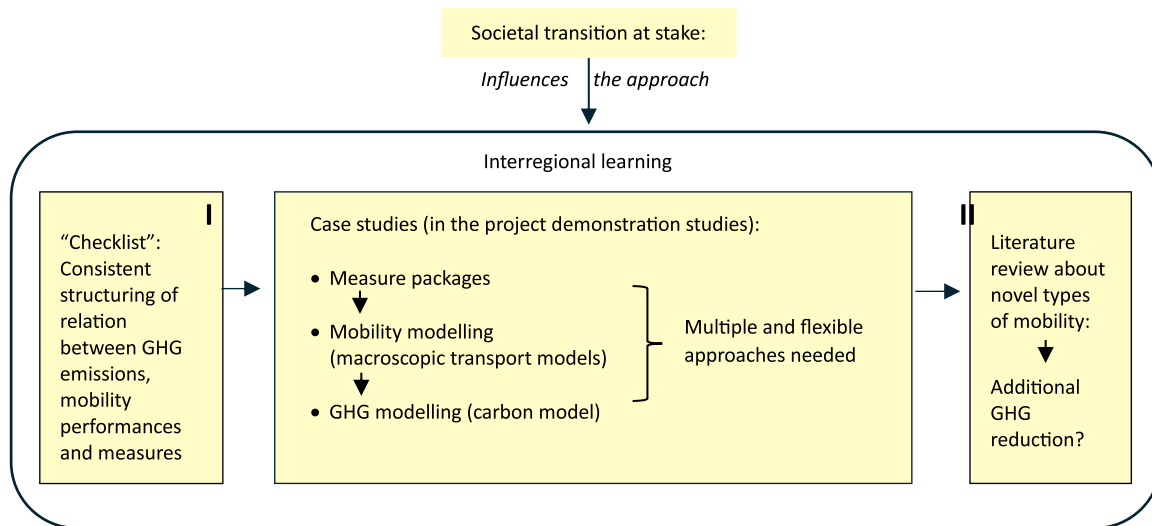 Societal transition at stake:
Influences the approach
Interregional learning
I
“Checklist”:
Consistent
structuring of
relation
between GHG
emissions,
mobility
performances
and measures
Case studies (in the project demonstration studies):
• Measure packages
• Mobility modelling
(macroscopic transport models)
• GHG modelling (carbon model)
Multiple and flexible
approaches needed
II
Literature
review about
novel types
of mobility:
Additional
GHG
reduction?